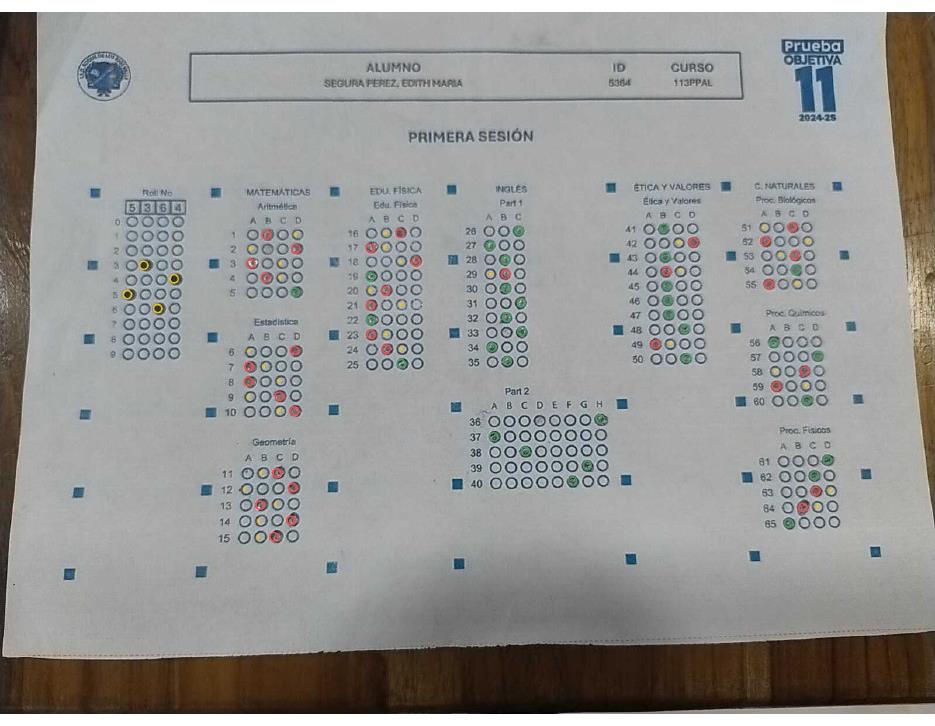 Prueba
OBJETIVA
11
2024-25
ALUMNO ID CURSO
SEGURA PEREZ, EDITH MARIA 5364 113PPAL
PRIMERA SESIÓN
Roll No
5 3 6 4
0
1
2
3
4
5
6
7
8
9
MATEMÁTICAS
Aritmética
A B C D
1
2
3
4
5
Estadística
A B C D
6
7
8
9
10
Geometría
A B C D
11
12
13
14
15
EDU. FÍSICA
Edu. Física
A B C D
16
17
18
19
20
21
22
23
24
25
INGLÉS
Part 1
A B C
26
27
28
29
30
31
32
33
34
35
Part 2
A B C D E F G H
36
37
38
39
40
ÉTICA Y VALORES
Ética y Valores
A B C D
41
42
43
44
45
46
47
48
49
50
C. NATURALES
Proc. Biológicos
A B C D
51
52
53
54
55
Proc. Químicos
A B C D
56
57
58
59
60
Proc. Físicos
A B C D
61
62
63
64
65